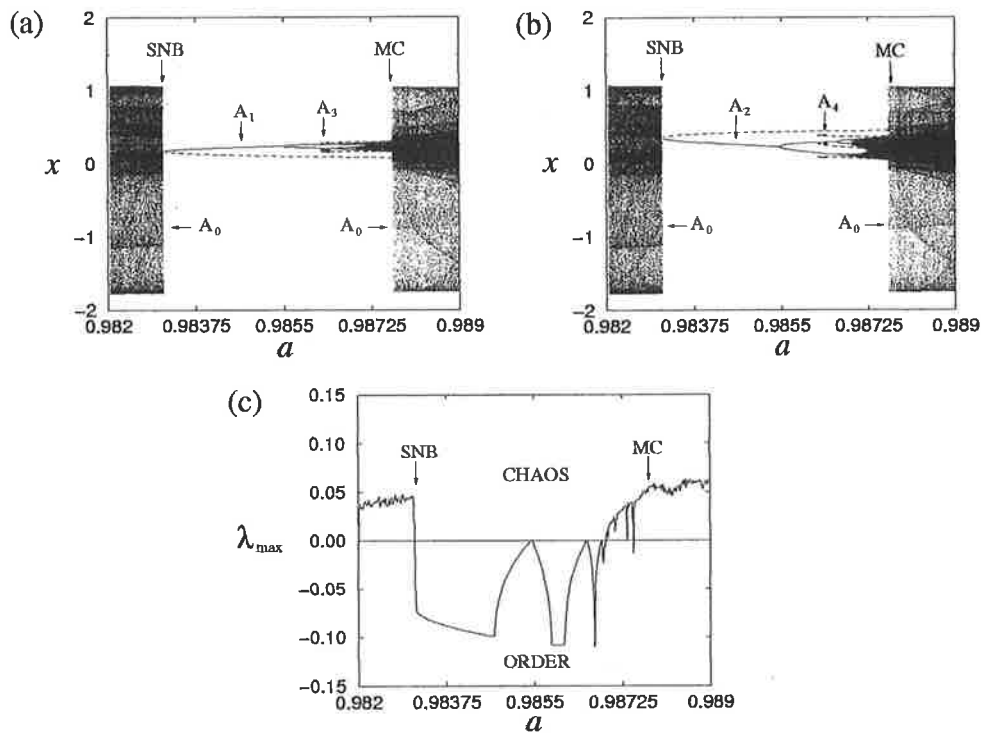 (a)
2
1
x
0
−1
−2
SNB
MC
A1
A3
A0
A0
0.982
0.98375
0.9855
0.98725
0.989
a
(b)
2
1
x
0
−1
−2
SNB
MC
A2
A4
A0
A0
0.982
0.98375
0.9855
0.98725
0.989
a
(c)
0.15
0.10
0.05
λmax
0.00
−0.05
−0.10
−0.15
SNB
MC
CHAOS
ORDER
0.982
0.98375
0.9855
0.98725
0.989
a